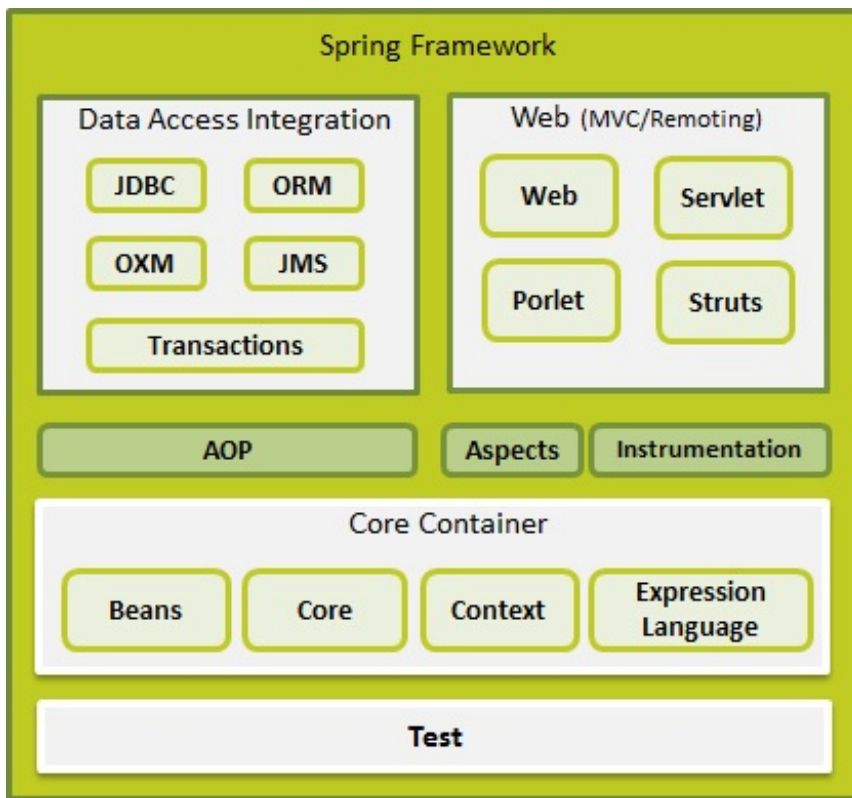 Spring Framework
Data Access Integration
JDBC
ORM
OXM
JMS
Transactions
Web (MVC/Remoting)
Web
Servlet
Porlet
Struts
AOP
Aspects
Instrumentation
Core Container
Beans
Core
Context
Expression
Language
Test